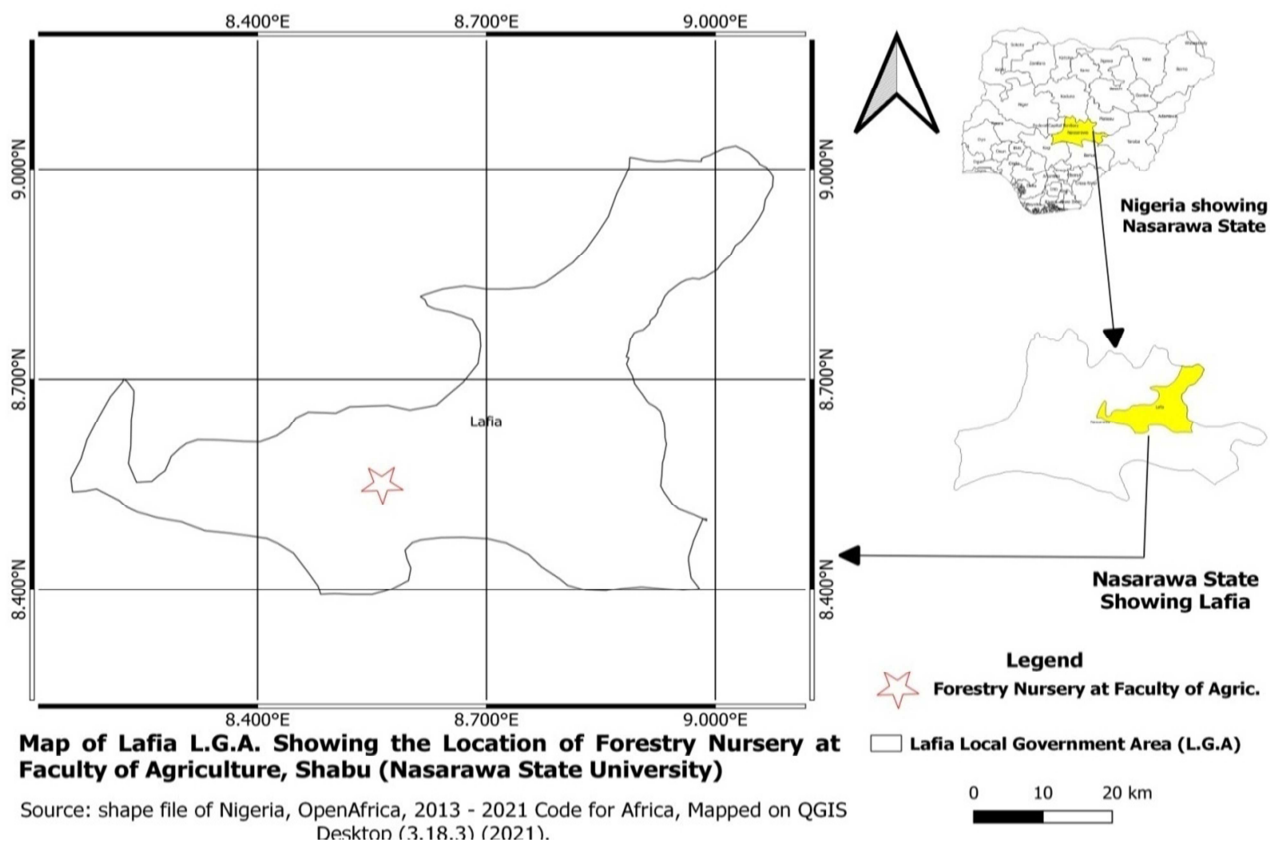 8.400°E 8.700°E 9.000°E
9.000°N 9.000°N
8.700°N 8.700°N
Lafia
8.400°N 8.400°N
8.400°E 8.700°E 9.000°E
Nigeria showing
Nasarawa State
Nasarawa State
Showing Lafia
Legend
Forestry Nursery at Faculty of Agric.
Lafia Local Government Area (L.G.A)
0 10 20 km
Map of Lafia L.G.A. Showing the Location of Forestry Nursery at
Faculty of Agriculture, Shabu (Nasarawa State University)
Source: shape file of Nigeria, OpenAfrica, 2013 - 2021 Code for Africa, Mapped on QGIS
Desktop (3.18.3) (2021).